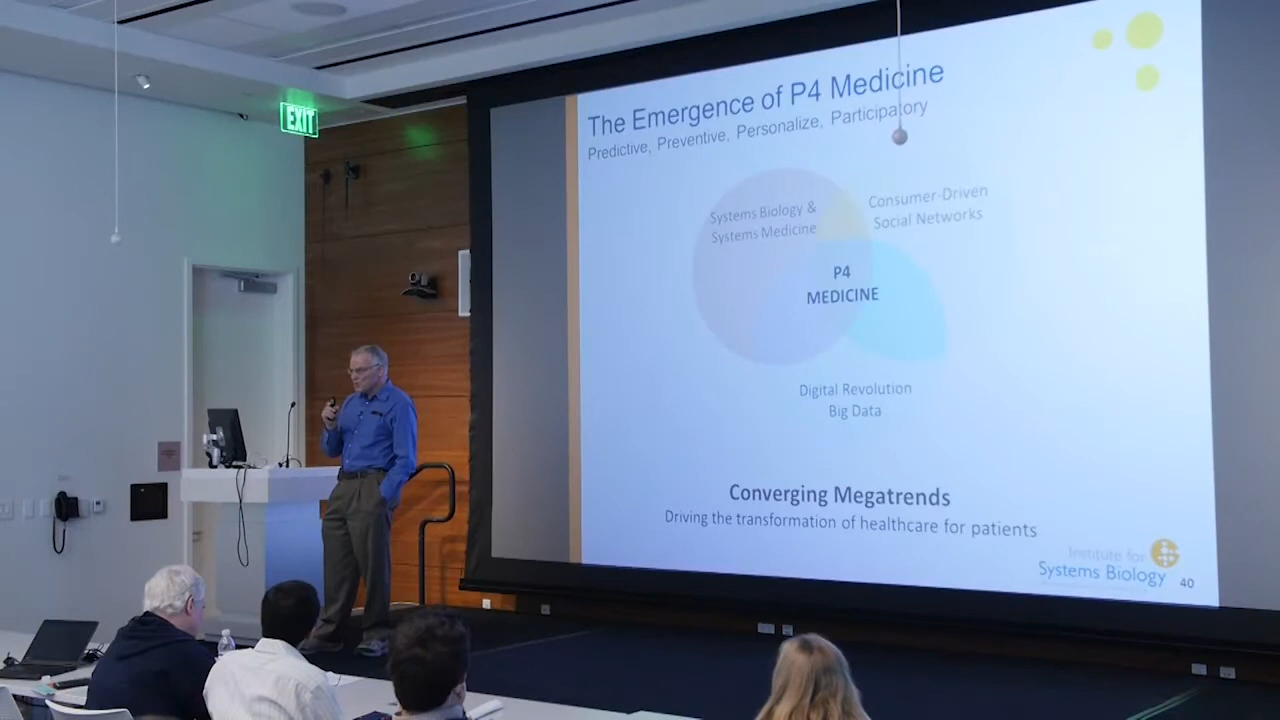 EXIT
The Emergence of P4 Medicine
Predictive, Preventive, Personalize, Participatory
Systems Biology &
Systems Medicine
Consumer-Driven
Social Networks
P4
MEDICINE
Digital Revolution
Big Data
Converging Megatrends
Driving the transformation of healthcare for patients
Institute for
Systems Biology
40